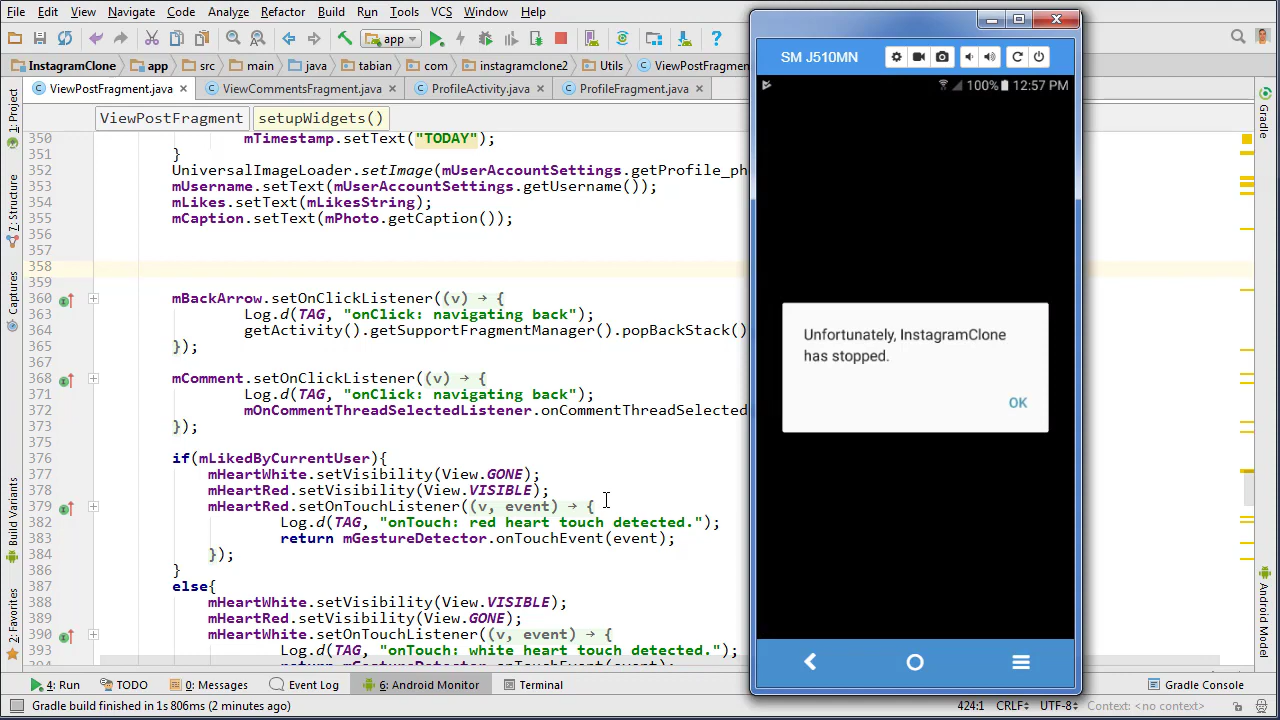 File Edit View Navigate Code Analyze Refactor Build Run Tools VCS Window Help
app
InstagramClone app src main java tabian com instagramclone2 Utils ViewPostFragment
ViewPostFragment.java ViewCommentsFragment.java ProfileActivity.java ProfileFragment.java
ViewPostFragment setupWidgets()
350 mTimestamp.setText("TODAY");
351 }
352 UniversalImageLoader.setImage(mUserAccountSettings.getProfile_ph
353 mUsername.setText(mUserAccountSettings.getUsername());
354 mLikes.setText(mLikesString);
355 mCaption.setText(mPhoto.getCaption());
356
357
358
359
360 mBackArrow.setOnClickListener((v) → {
363 Log.d(TAG, "onClick: navigating back");
364 getActivity().getSupportFragmentManager().popBackStack()
365 });
367
368 mComment.setOnClickListener((v) → {
371 Log.d(TAG, "onClick: navigating back");
372 mOnCommentThreadSelectedListener.onCommentThreadSelected
373 });
375
376 if(mLikedByCurrentUser){
377 mHeartWhite.setVisibility(View.GONE);
378 mHeartRed.setVisibility(View.VISIBLE);
379 mHeartRed.setOnTouchListener((v, event) → {
382 Log.d(TAG, "onTouch: red heart touch detected.");
383 return mGestureDetector.onTouchEvent(event);
384 });
386 }
387 else{
388 mHeartWhite.setVisibility(View.VISIBLE);
389 mHeartRed.setVisibility(View.GONE);
390 mHeartWhite.setOnTouchListener((v, event) → {
393 Log.d(TAG, "onTouch: white heart touch detected.");
1: Project
7: Structure
Captures
Build Variants
2: Favorites
SM J510MN
100% 12:57 PM
Unfortunately, InstagramClone
has stopped.
OK
Gradle
Android Model
4: Run TODO 0: Messages Event Log 6: Android Monitor Terminal Gradle Console
Gradle build finished in 1s 806ms (2 minutes ago) 424:1 CRLF÷ UTF-8÷ Context: <no context>